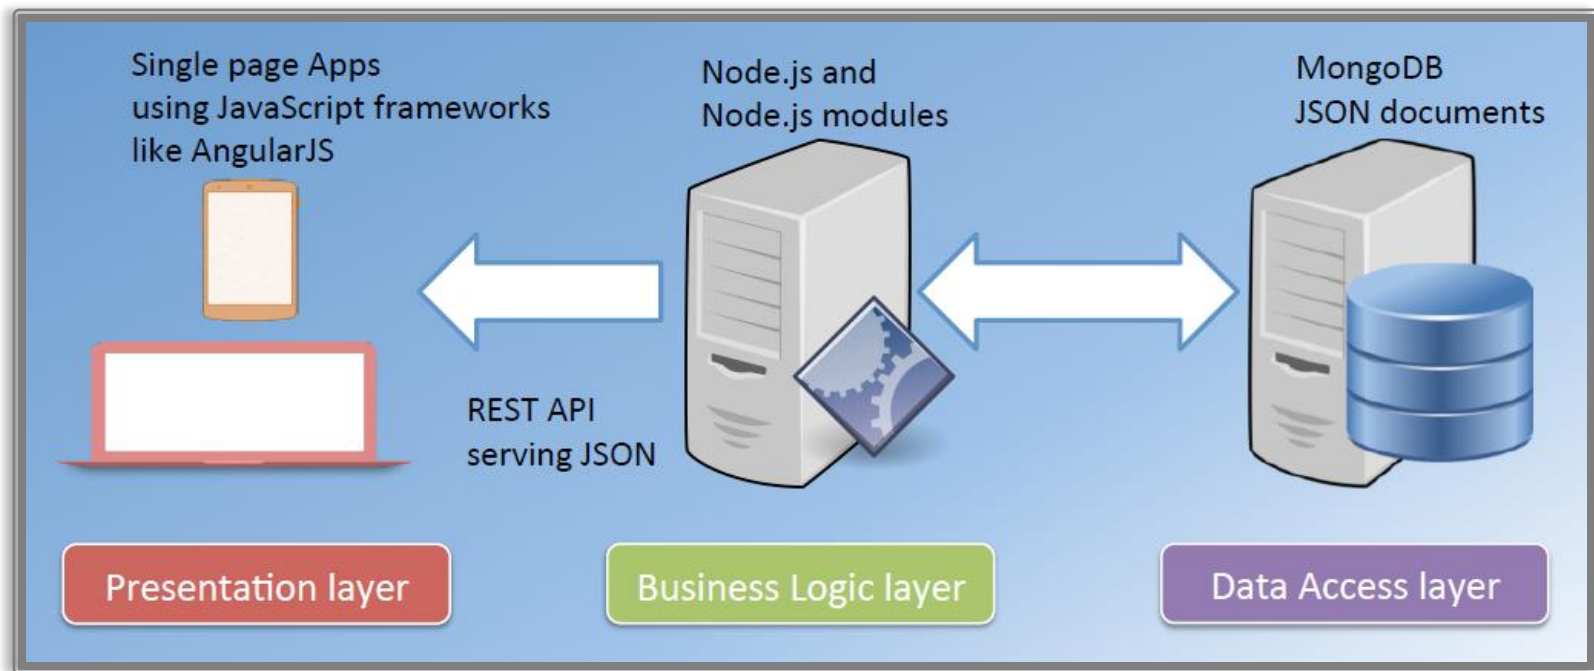 Single page Apps
using JavaScript frameworks
like AngularJS
Node.js and
Node.js modules
MongoDB
JSON documents
REST API
serving JSON
Presentation layer
Business Logic layer
Data Access layer